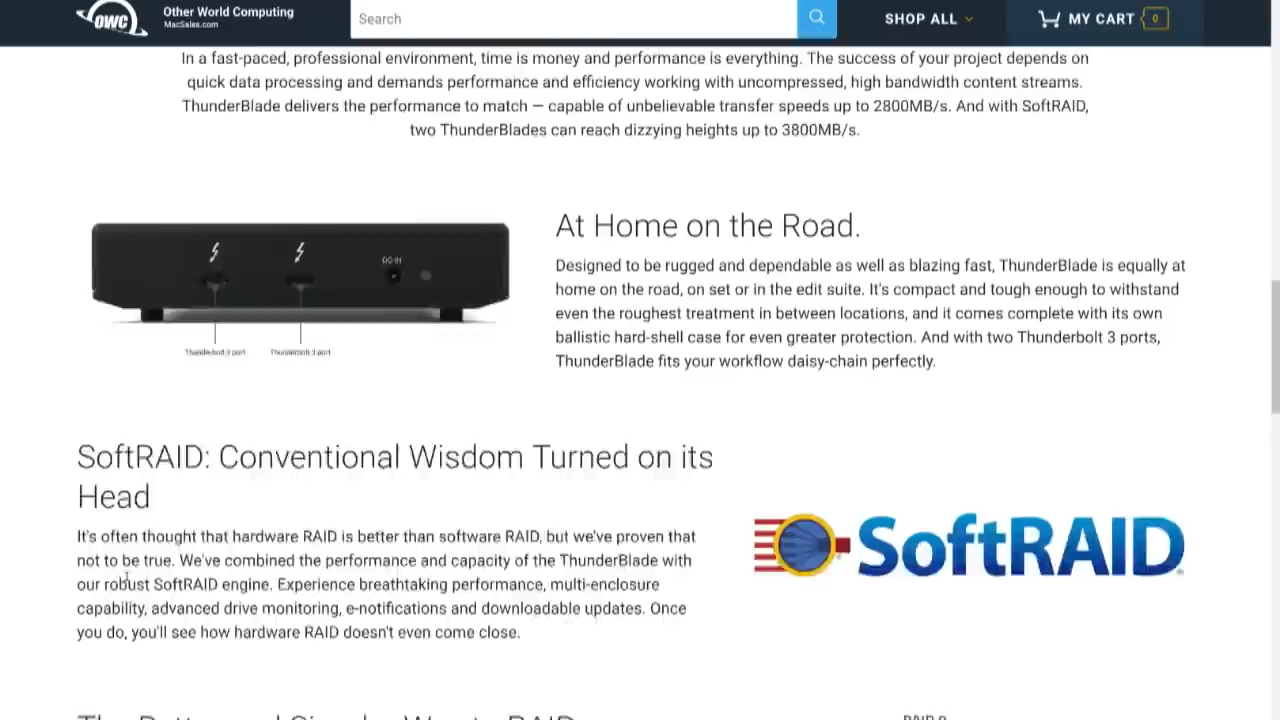 OWC
Other World Computing
MacSales.com
Search
SHOP ALL
MY CART 0
In a fast-paced, professional environment, time is money and performance is everything. The success of your project depends on
quick data processing and demands performance and efficiency working with uncompressed, high bandwidth content streams.
ThunderBlade delivers the performance to match — capable of unbelievable transfer speeds up to 2800MB/s. And with SoftRAID,
two ThunderBlades can reach dizzying heights up to 3800MB/s.
DC IN
Thunderbolt 3 port
Thunderbolt 3 port
At Home on the Road.
Designed to be rugged and dependable as well as blazing fast, ThunderBlade is equally at
home on the road, on set or in the edit suite. It's compact and tough enough to withstand
even the roughest treatment in between locations, and it comes complete with its own
ballistic hard-shell case for even greater protection. And with two Thunderbolt 3 ports,
ThunderBlade fits your workflow daisy-chain perfectly.
SoftRAID: Conventional Wisdom Turned on its
Head
It's often thought that hardware RAID is better than software RAID, but we've proven that
not to be true. We've combined the performance and capacity of the ThunderBlade with
our robust SoftRAID engine. Experience breathtaking performance, multi-enclosure
capability, advanced drive monitoring, e-notifications and downloadable updates. Once
you do, you'll see how hardware RAID doesn't even come close.
SoftRAID